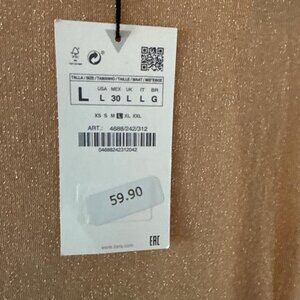 FSC
TALLA / SIZE / TAMANHO / TAILLE / MAAT /
L
USA MEX UK IT BR
L 30 L L G
XS S M L XL XXL
ART.: 4688/242/312
04688242312042
59.90
www.zara.com
EAC